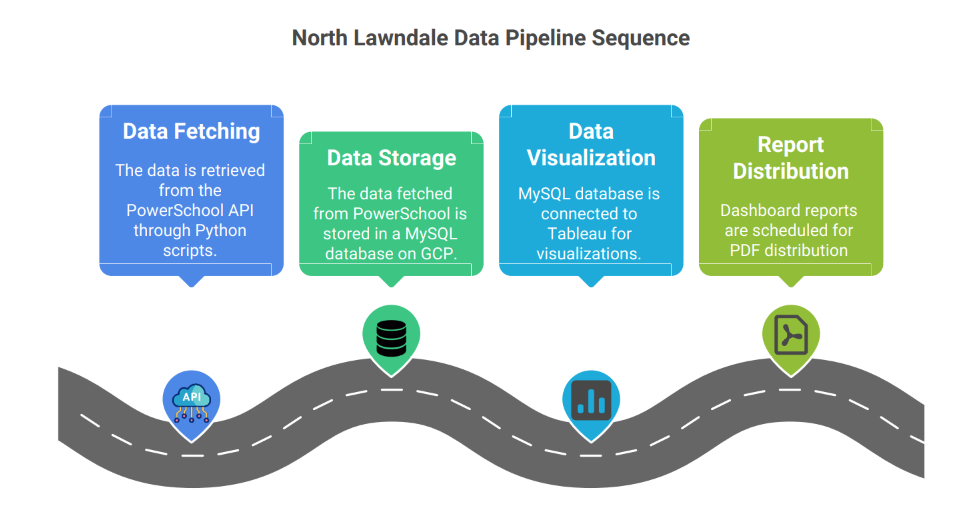 North Lawndale Data Pipeline Sequence
Data Fetching
The data is retrieved
from the
PowerSchool API
through Python
scripts.
Data Storage
The data fetched
from PowerSchool is
stored in a MySQL
database on GCP.
Data
Visualization
MySQL database is
connected to
Tableau for
visualizations.
Report
Distribution
Dashboard reports
are scheduled for
PDF distribution
API